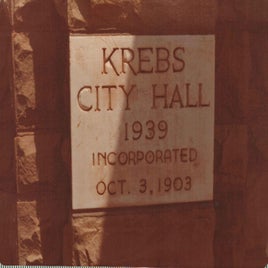 KREBS
CITY HALL
1939
INCORPORATED
OCT. 3, 1903